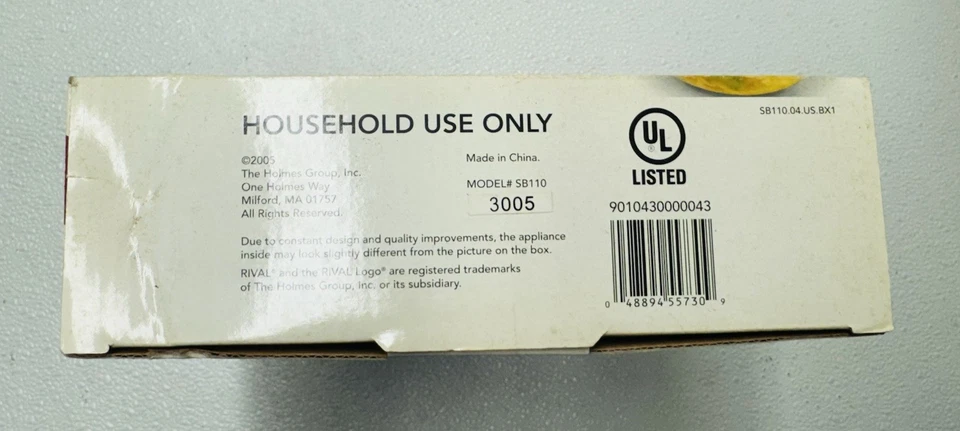 SB110.04.US.BX1
HOUSEHOLD USE ONLY
©2005
The Holmes Group, Inc.
One Holmes Way
Milford, MA 01757
All Rights Reserved.
Made in China.
MODEL# SB110
3005
Due to constant design and quality improvements, the appliance
inside may look slightly different from the picture on the box.
RIVAL® and the RIVAL Logo® are registered trademarks
of The Holmes Group, Inc. or its subsidiary.
UL®
LISTED
9010430000043
0 48894 55730 9